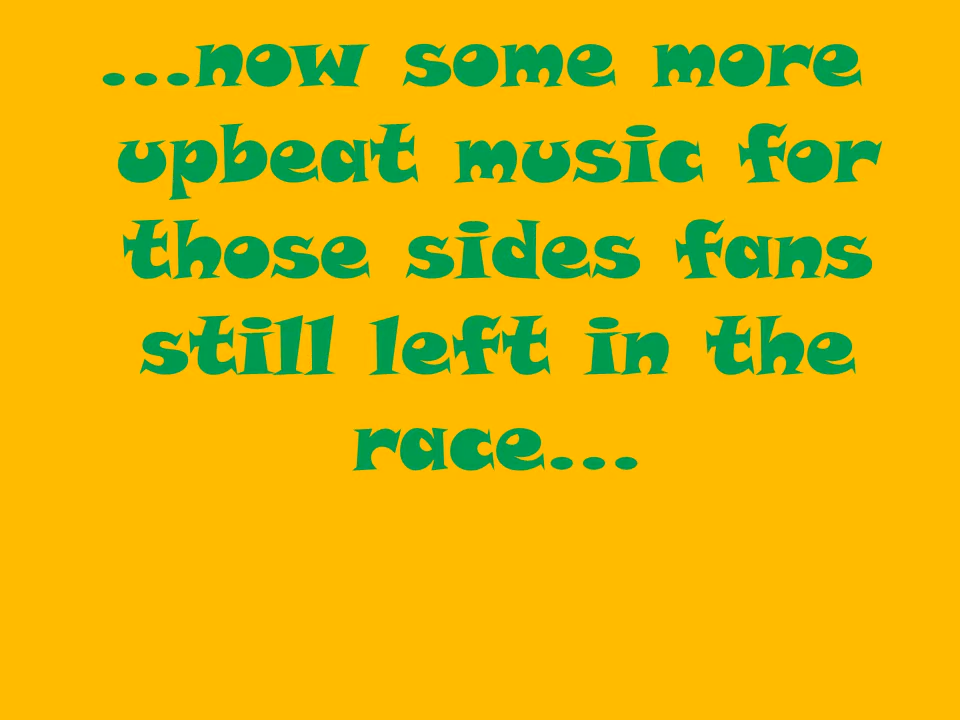 ...now some more
upbeat music for
those sides fans
still left in the
race...